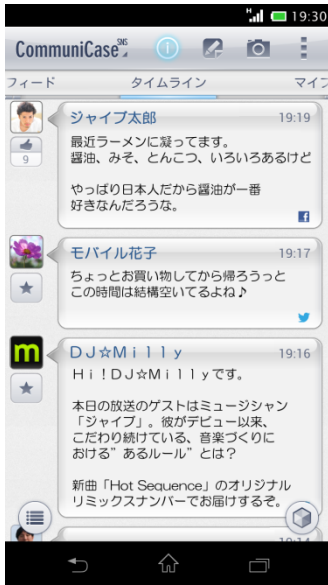 H 19:30
CommuniCase SNS
フィード タイムライン マイフ
ジャイブ太郎 19:19
最近ラーメンに凝ってます。
醤油、みそ、とんこつ、いろいろあるけど
やっぱり日本人だから醤油が一番
好きなんだろうな。
9
モバイル花子 19:17
ちょっとお買い物してから帰ろうっと
この時間は結構空いてるよね♪
m
DJ☆Milly 19:16
Hi!DJ☆Millyです。
本日の放送のゲストはミュージシャン
「ジャイブ」。彼がデビュー以来、
こだわり続けている、音楽づくりに
おける”あるルール”とは？
新曲「Hot Sequence」のオリジナル
リミックスナンバーでお届けするぞ。
19:14